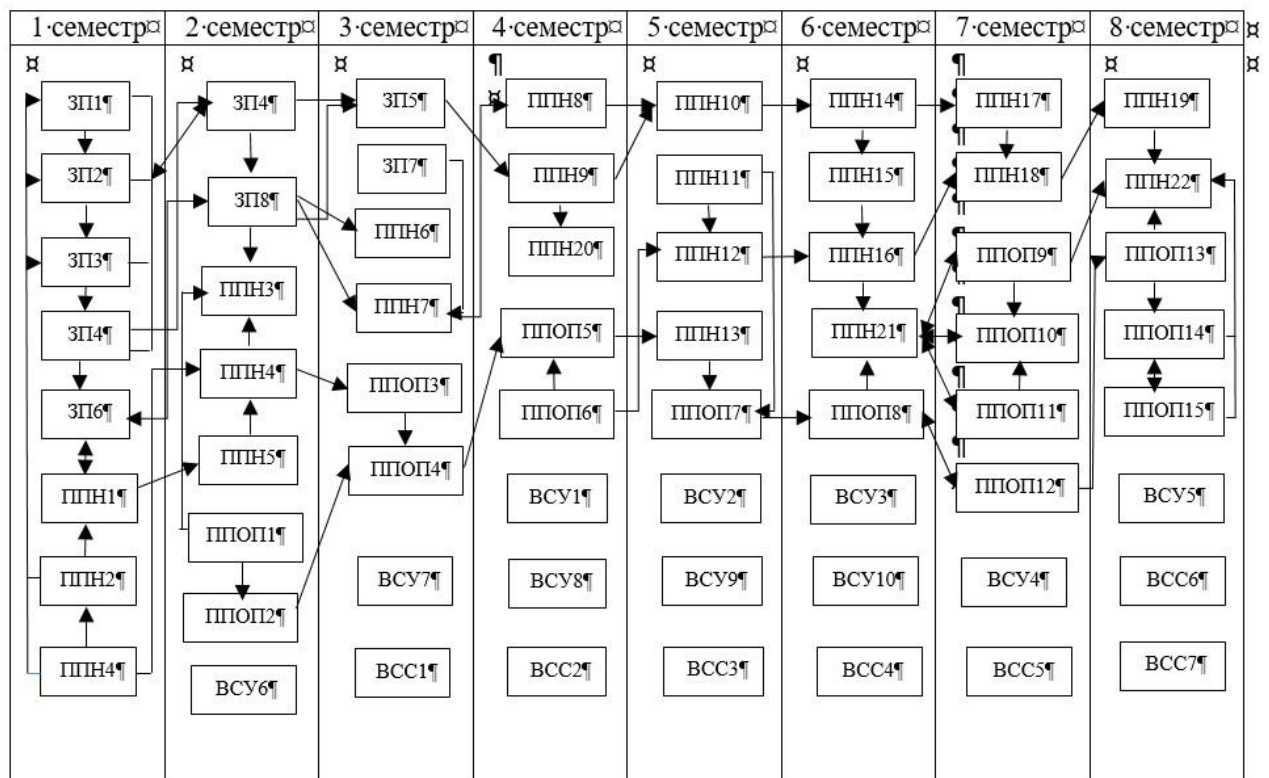 1·семестр¤ 2·семестр¤ 3·семестр¤ 4·семестр¤ 5·семестр¤ 6·семестр¤ 7·семестр¤ 8·семестр¤ ¤
¤ ¤ ¤ ¶ ¤ ¤ ¤ ¶ ¤ ¤
ЗП1¶ ЗП4¶ ЗП5¶ ППН8¶ ППН10¶ ППН14¶ ППН17¶ ППН19¶
ЗП2¶ ЗП8¶ ЗП7¶ ППН9¶ ППН11¶ ППН15¶ ППН18¶ ППН22¶
ППН6¶ ППН20¶
ЗП3¶ ППН3¶ ППН7¶ ППН12¶ ППН16¶ ППОП9¶ ППОП13¶
ЗП4¶ ППН4¶ ППОП3¶ ППОП5¶ ППН13¶ ППН21¶ ППОП10¶ ППОП14¶
ЗП6¶ ППН5¶ ППОП4¶ ППОП6¶ ППОП7¶ ППОП8¶ ППОП11¶ ППОП15¶
ППН1¶ ППОП1¶ ВСУ1¶ ВСУ2¶ ВСУ3¶ ППОП12¶ ВСУ5¶
ППН2¶ ППОП2¶ ВСУ7¶ ВСУ8¶ ВСУ9¶ ВСУ10¶ ВСУ4¶ ВСС6¶
ППН4¶ ВСУ6¶ ВСС1¶ ВСС2¶ ВСС3¶ ВСС4¶ ВСС5¶ ВСС7¶